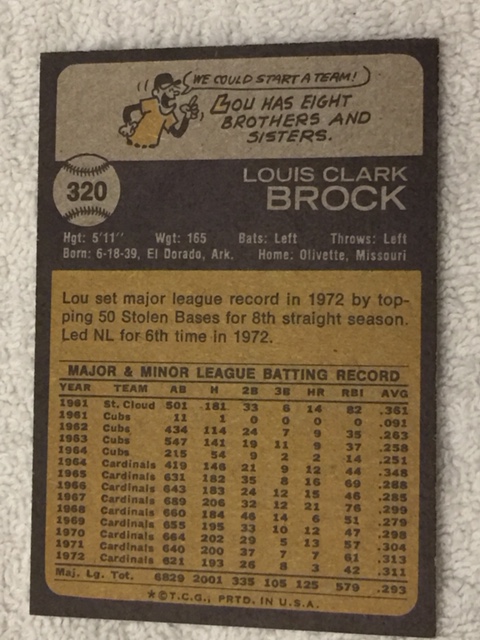 WE COULD START A TEAM!
LOU HAS EIGHT
BROTHERS AND
SISTERS.
320
LOUIS CLARK
BROCK
Hgt: 5'11" Wgt: 165 Bats: Left Throws: Left
Born: 6-18-39, El Dorado, Ark. Home: Olivette, Missouri
Lou set major league record in 1972 by top-
ping 50 Stolen Bases for 8th straight season.
Led NL for 6th time in 1972.
MAJOR & MINOR LEAGUE BATTING RECORD
YEAR TEAM AB H 2B 3B HR RBI AVG
1961 St. Cloud 501 181 33 6 14 82 .361
1961 Cubs 11 1 0 0 0 0 .091
1962 Cubs 434 114 24 7 9 35 .263
1963 Cubs 547 141 19 11 9 37 .258
1964 Cubs 215 54 9 2 2 14 .251
1964 Cardinals 419 146 21 9 12 44 .348
1965 Cardinals 631 182 35 8 16 69 .288
1966 Cardinals 643 183 24 12 15 46 .285
1967 Cardinals 689 206 32 12 21 76 .299
1968 Cardinals 660 184 46 14 6 51 .279
1969 Cardinals 655 195 33 10 12 47 .298
1970 Cardinals 664 202 29 5 13 57 .304
1971 Cardinals 640 200 37 7 7 61 .313
1972 Cardinals 621 193 26 8 3 42 .311
Maj. Lg. Tot. 6829 2001 335 105 125 579 .293
*©T.C.G., PRTD. IN U.S.A.